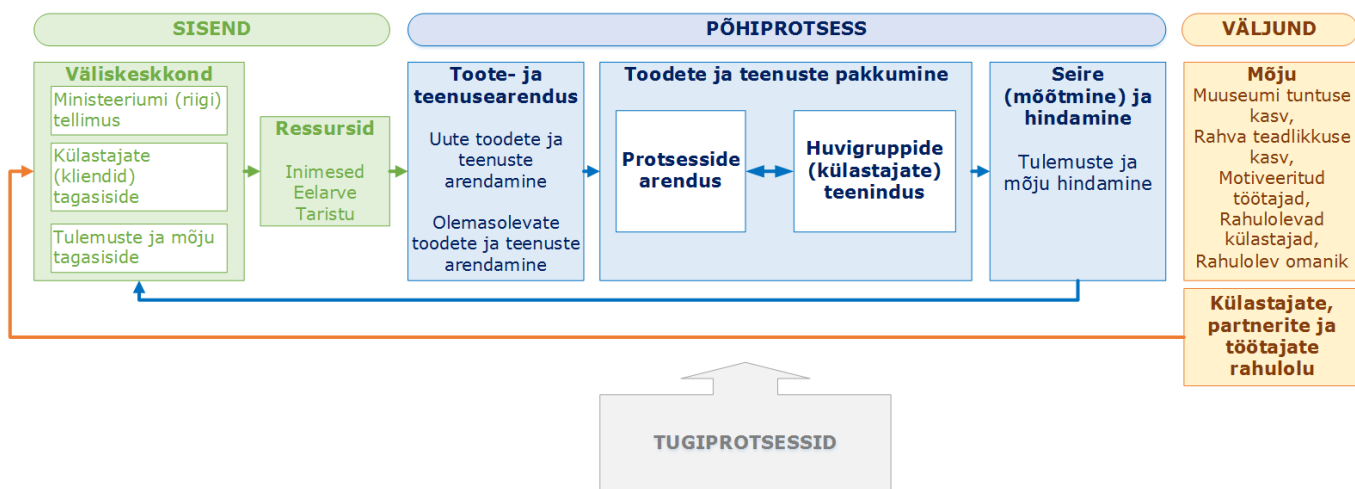 SISEND
PÕHIPROTSESS
VÄLJUND
Väliskeskkond
Ministeeriumi (riigi)
tellimus
Külastajate
(kliendid)
tagasiside
Tulemuste ja mõju
tagasiside
Ressursid
Inimesed
Eelarve
Taristu
Toote- ja
teenusearendus
Uute toodete ja
teenuste
arendamine
Olemasolevate
toodete ja teenuste
arendamine
Toodete ja teenuste pakkumine
Protsesside
arendus
Huvigruppide
(külastajate)
teenindus
Seire
(mõõtmine) ja
hindamine
Tulemuste ja
mõju hindamine
Mõju
Muuseumi tuntuse
kasv,
Rahva teadlikkuse
kasv,
Motiveeritud
töötajad,
Rahulolevad
külastajad,
Rahulolev omanik
Külastajate,
partnerite ja
töötajate
rahulolu
TUGIPROTSESSID